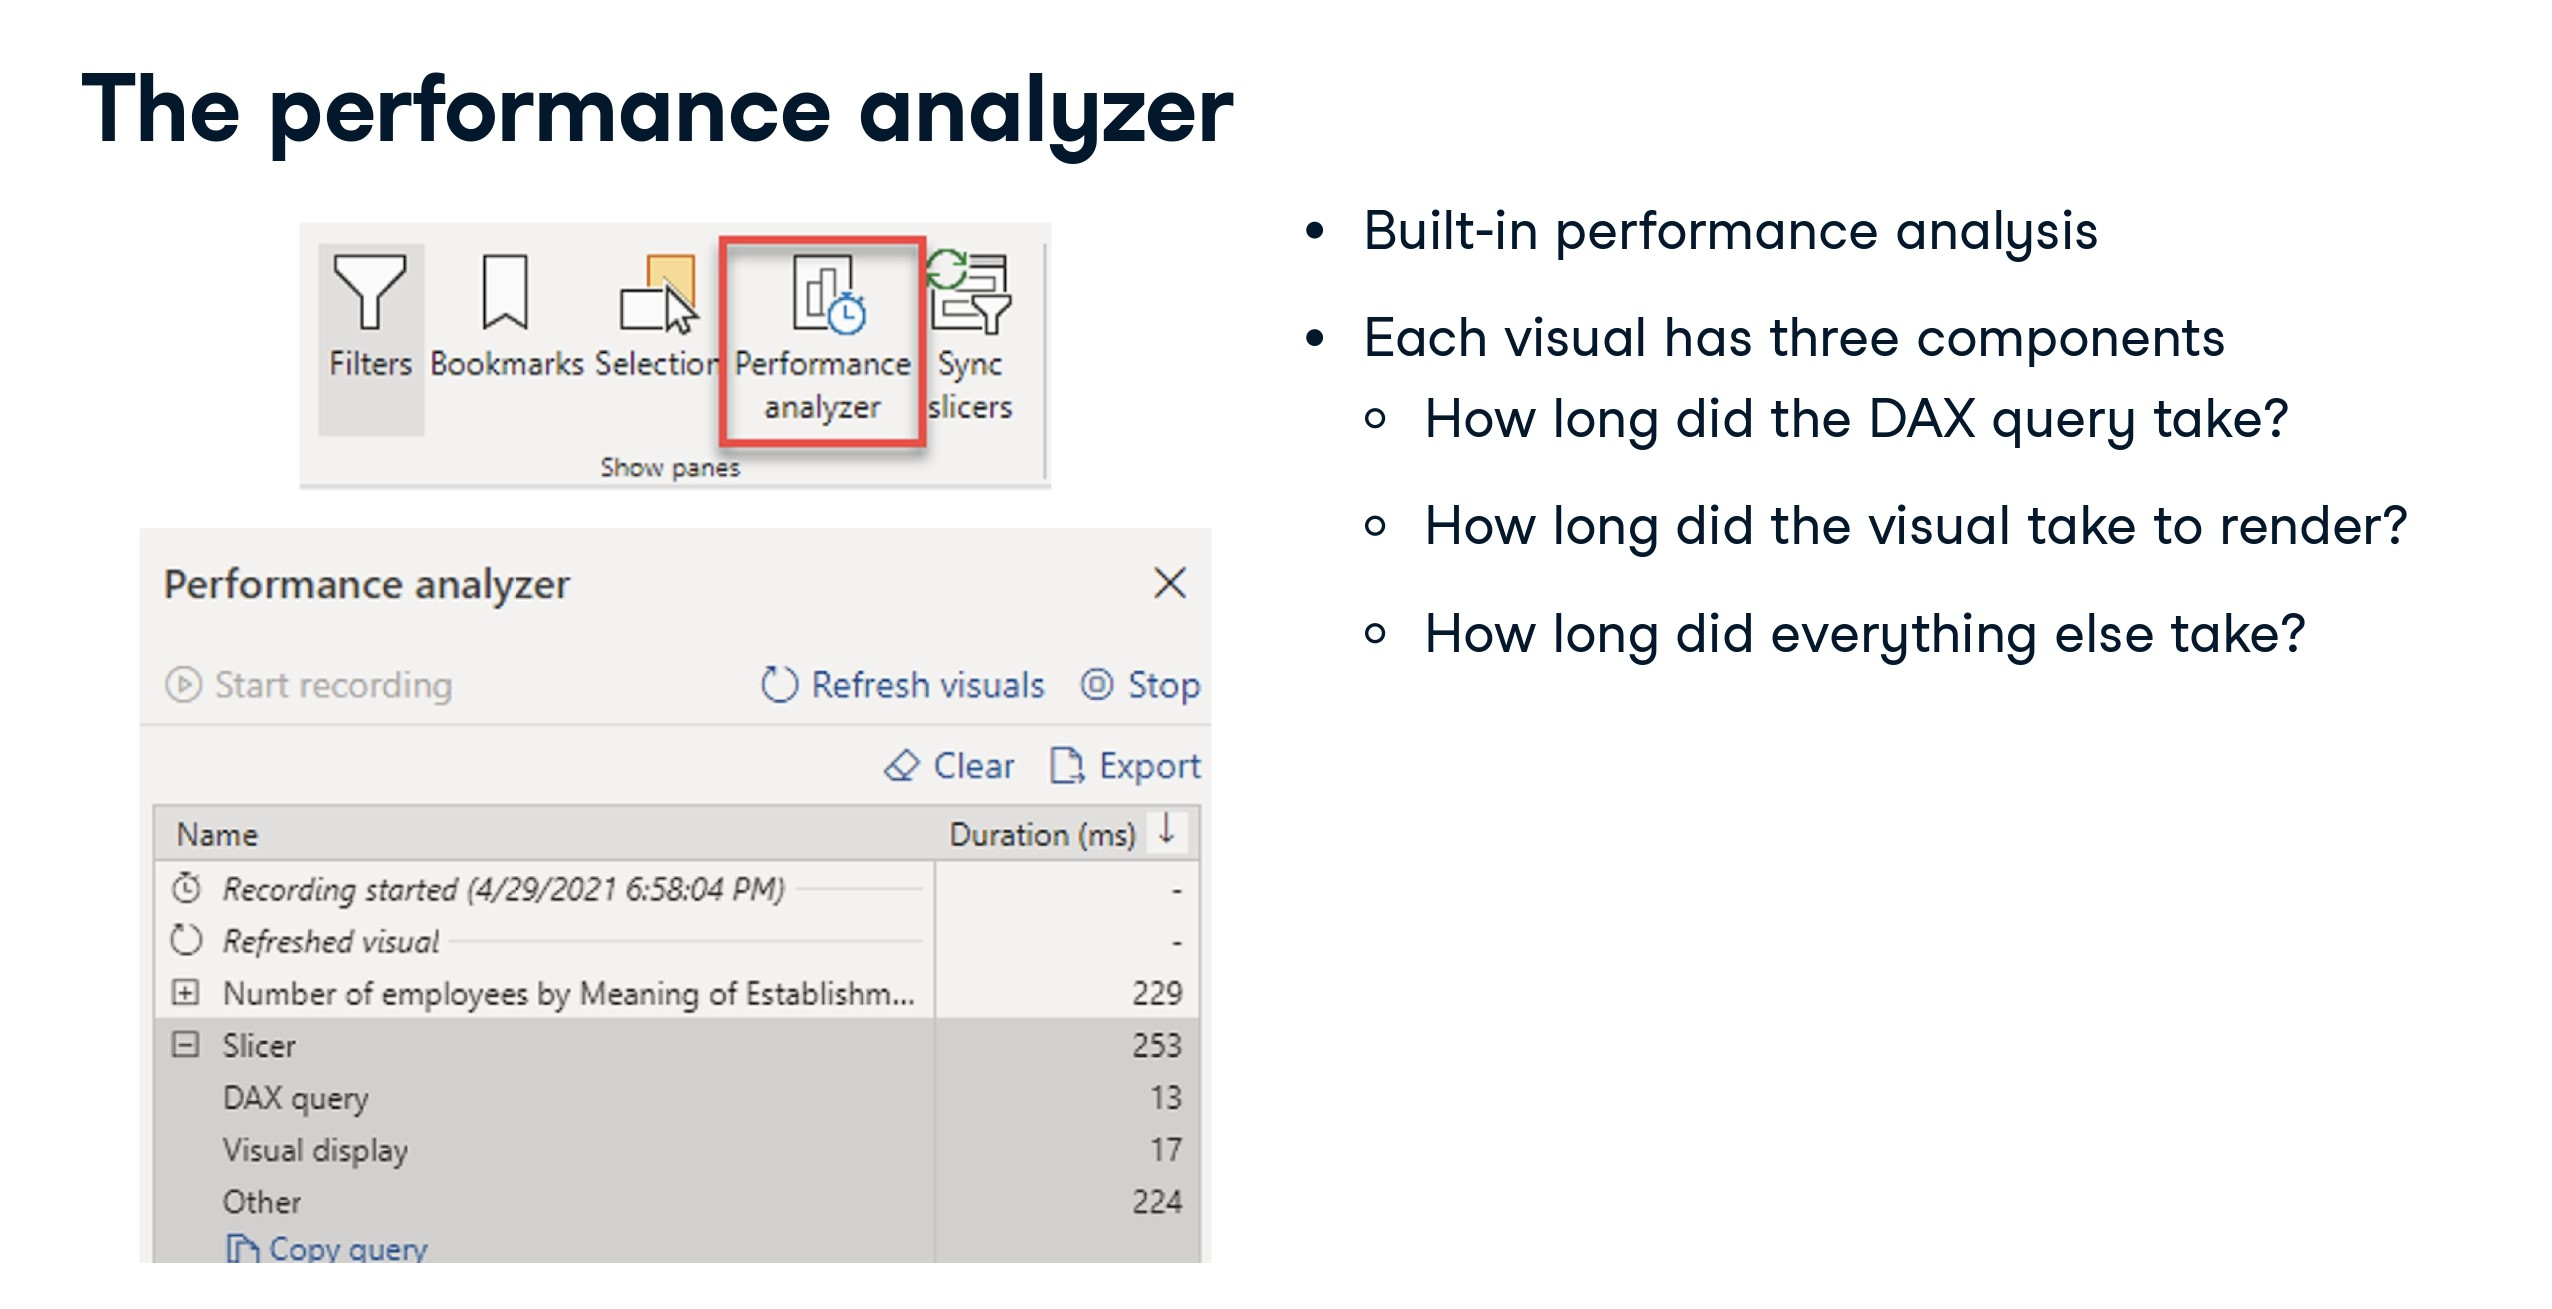 The performance analyzer
Filters Bookmarks Selection Performance analyzer Sync slicers
Show panes
Performance analyzer
Start recording Refresh visuals Stop
Clear Export
Name Duration (ms)
Recording started (4/29/2021 6:58:04 PM) -
Refreshed visual -
Number of employees by Meaning of Establishm... 229
Slicer 253
DAX query 13
Visual display 17
Other 224
Copy query
• Built-in performance analysis
• Each visual has three components
○ How long did the DAX query take?
○ How long did the visual take to render?
○ How long did everything else take?